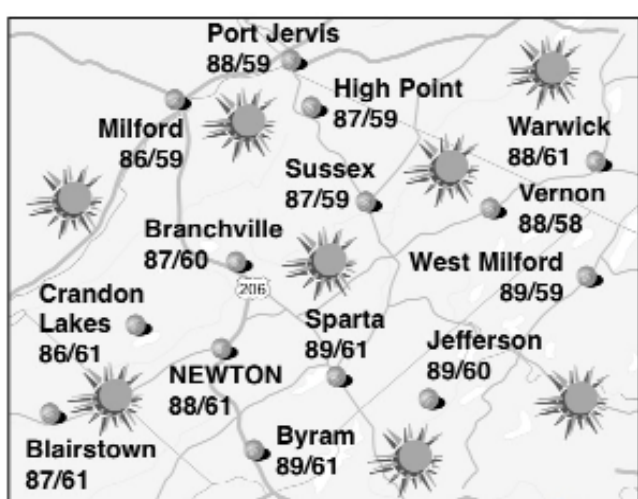 Port Jervis
88/59
High Point
87/59
Milford
86/59
Warwick
88/61
Sussex
87/59
Vernon
88/58
Branchville
87/60
West Milford
89/59
206
Crandon
Lakes
86/61
Sparta
89/61
Jefferson
89/60
NEWTON
88/61
Blairstown
87/61
Byram
89/61